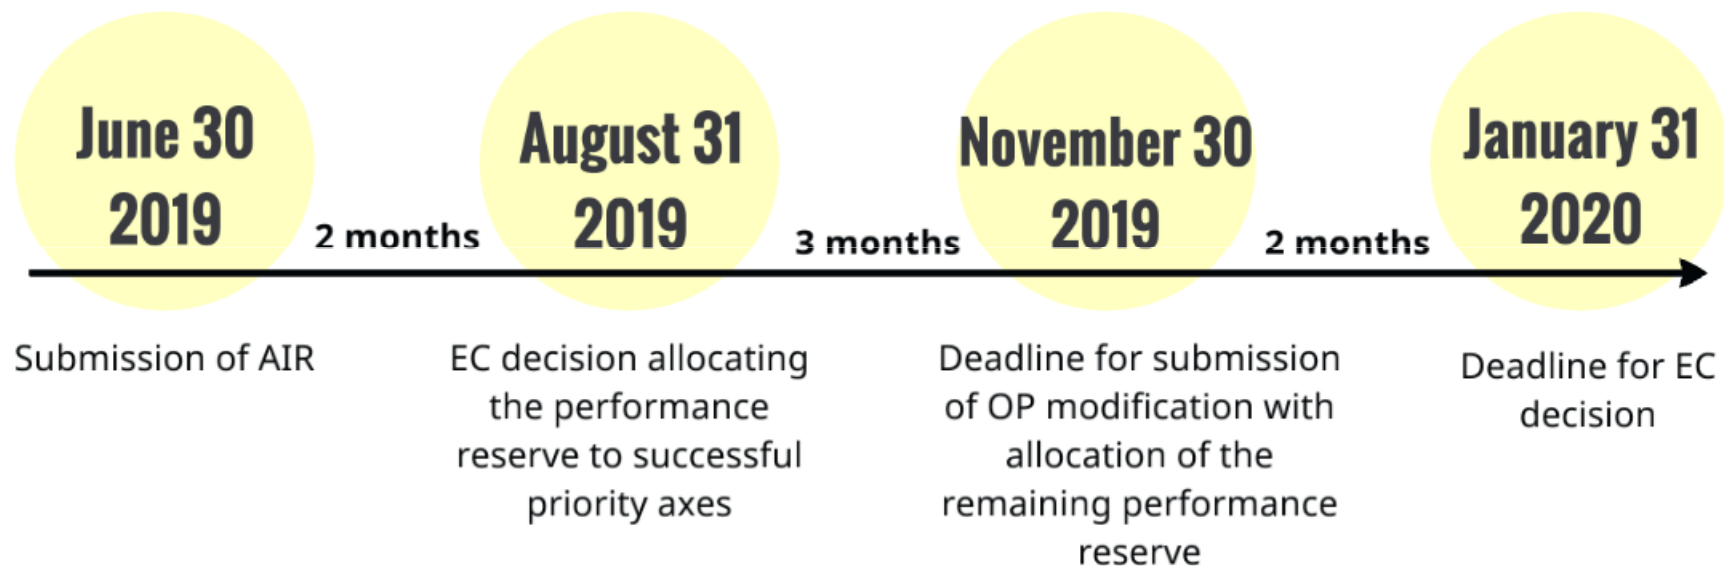 June 30
2019
2 months
August 31
2019
3 months
November 30
2019
2 months
January 31
2020
Submission of AIR
EC decision allocating
the performance
reserve to successful
priority axes
Deadline for submission
of OP modification with
allocation of the
remaining performance
reserve
Deadline for EC
decision